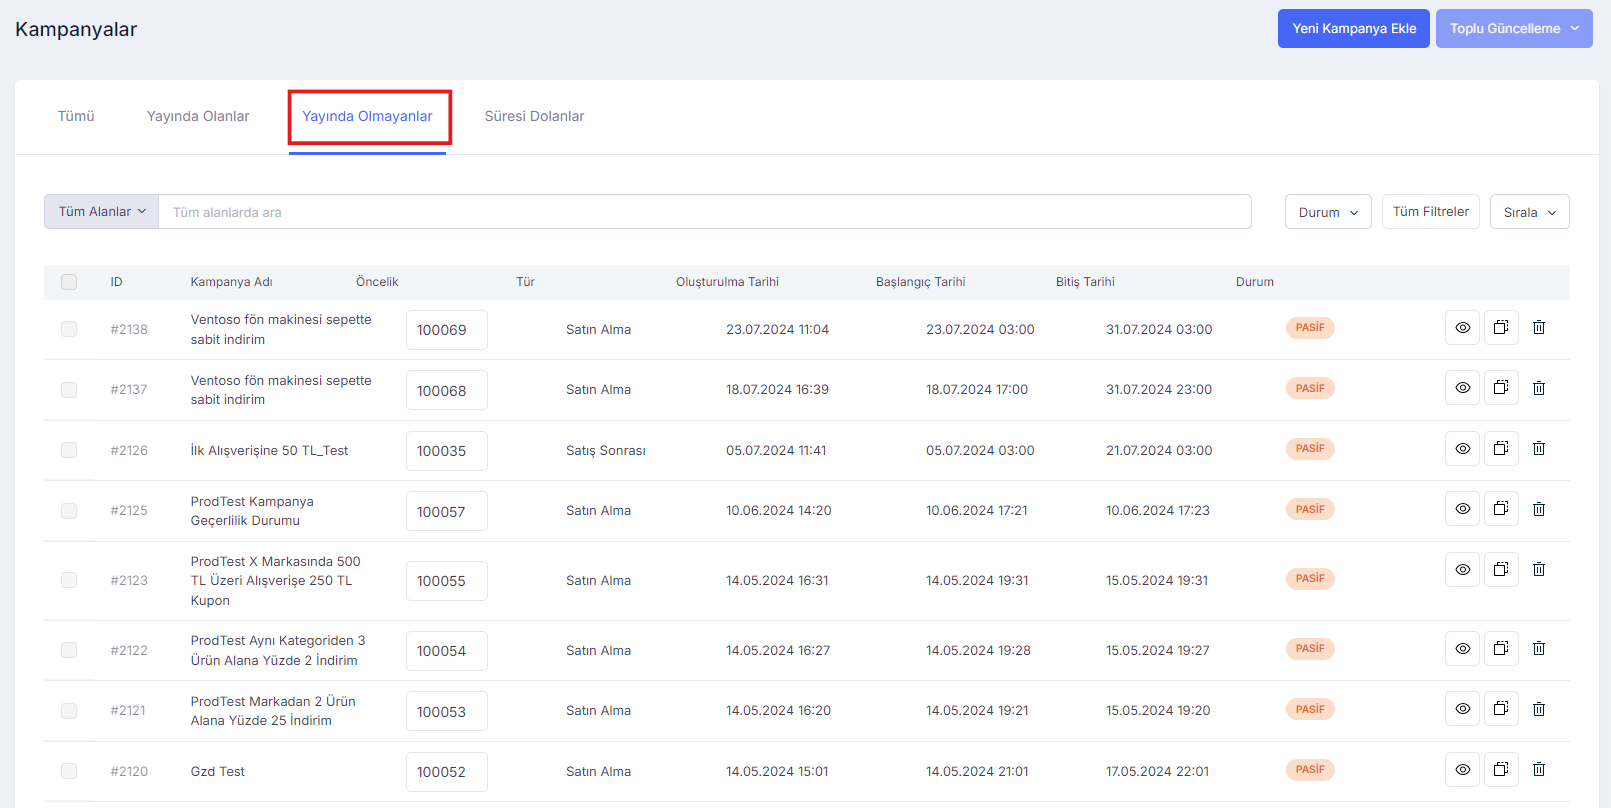 Kampanyalar
Yeni Kampanya Ekle
Toplu Güncelleme
Tümü
Yayında Olanlar
Yayında Olmayanlar
Süresi Dolanlar
Tüm Alanlar
Tüm alanlarda ara
Durum
Tüm Filtreler
Sırala
ID Kampanya Adı Öncelik Tür Oluşturulma Tarihi Başlangıç Tarihi Bitiş Tarihi Durum
#2138
Ventoso fön makinesi sepette
sabit indirim
100069 Satın Alma 23.07.2024 11:04 23.07.2024 03:00 31.07.2024 03:00 PASİF
#2137
Ventoso fön makinesi sepette
sabit indirim
100068 Satın Alma 18.07.2024 16:39 18.07.2024 17:00 31.07.2024 23:00 PASİF
#2126 İlk Alışverişine 50 TL_Test 100035 Satış Sonrası 05.07.2024 11:41 05.07.2024 03:00 21.07.2024 03:00 PASİF
#2125
ProdTest Kampanya
Geçerlilik Durumu
100057 Satın Alma 10.06.2024 14:20 10.06.2024 17:21 10.06.2024 17:23 PASİF
#2123
ProdTest X Markasında 500
TL Üzeri Alışverişe 250 TL
Kupon
100055 Satın Alma 14.05.2024 16:31 14.05.2024 19:31 15.05.2024 19:31 PASİF
#2122
ProdTest Aynı Kategoriden 3
Ürün Alana Yüzde 2 İndirim
100054 Satın Alma 14.05.2024 16:27 14.05.2024 19:28 15.05.2024 19:27 PASİF
#2121
ProdTest Markadan 2 Ürün
Alana Yüzde 25 İndirim
100053 Satın Alma 14.05.2024 16:20 14.05.2024 19:21 15.05.2024 19:20 PASİF
#2120 Gzd Test 100052 Satın Alma 14.05.2024 15:01 14.05.2024 21:01 17.05.2024 22:01 PASİF